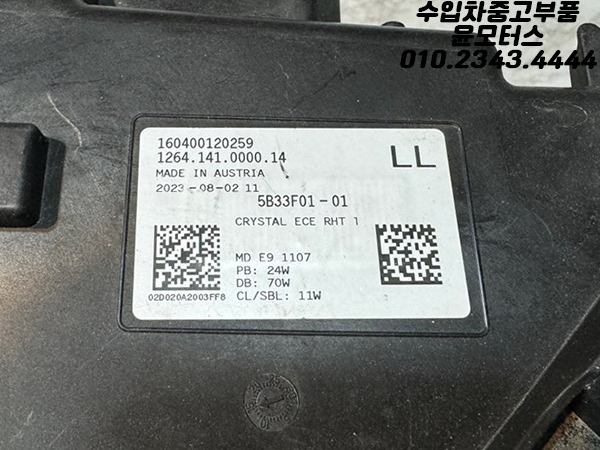 수입차중고부품
윤모터스
010.2343.4444
160400120259
1264.141.0000.14
LL
MADE IN AUSTRIA
2023-08-02 11
5B33F01-01
CRYSTAL ECE RHT 1
MD E9 1107
PB: 24W
DB: 70W
CL/SBL: 11W
02D020A2003FF8